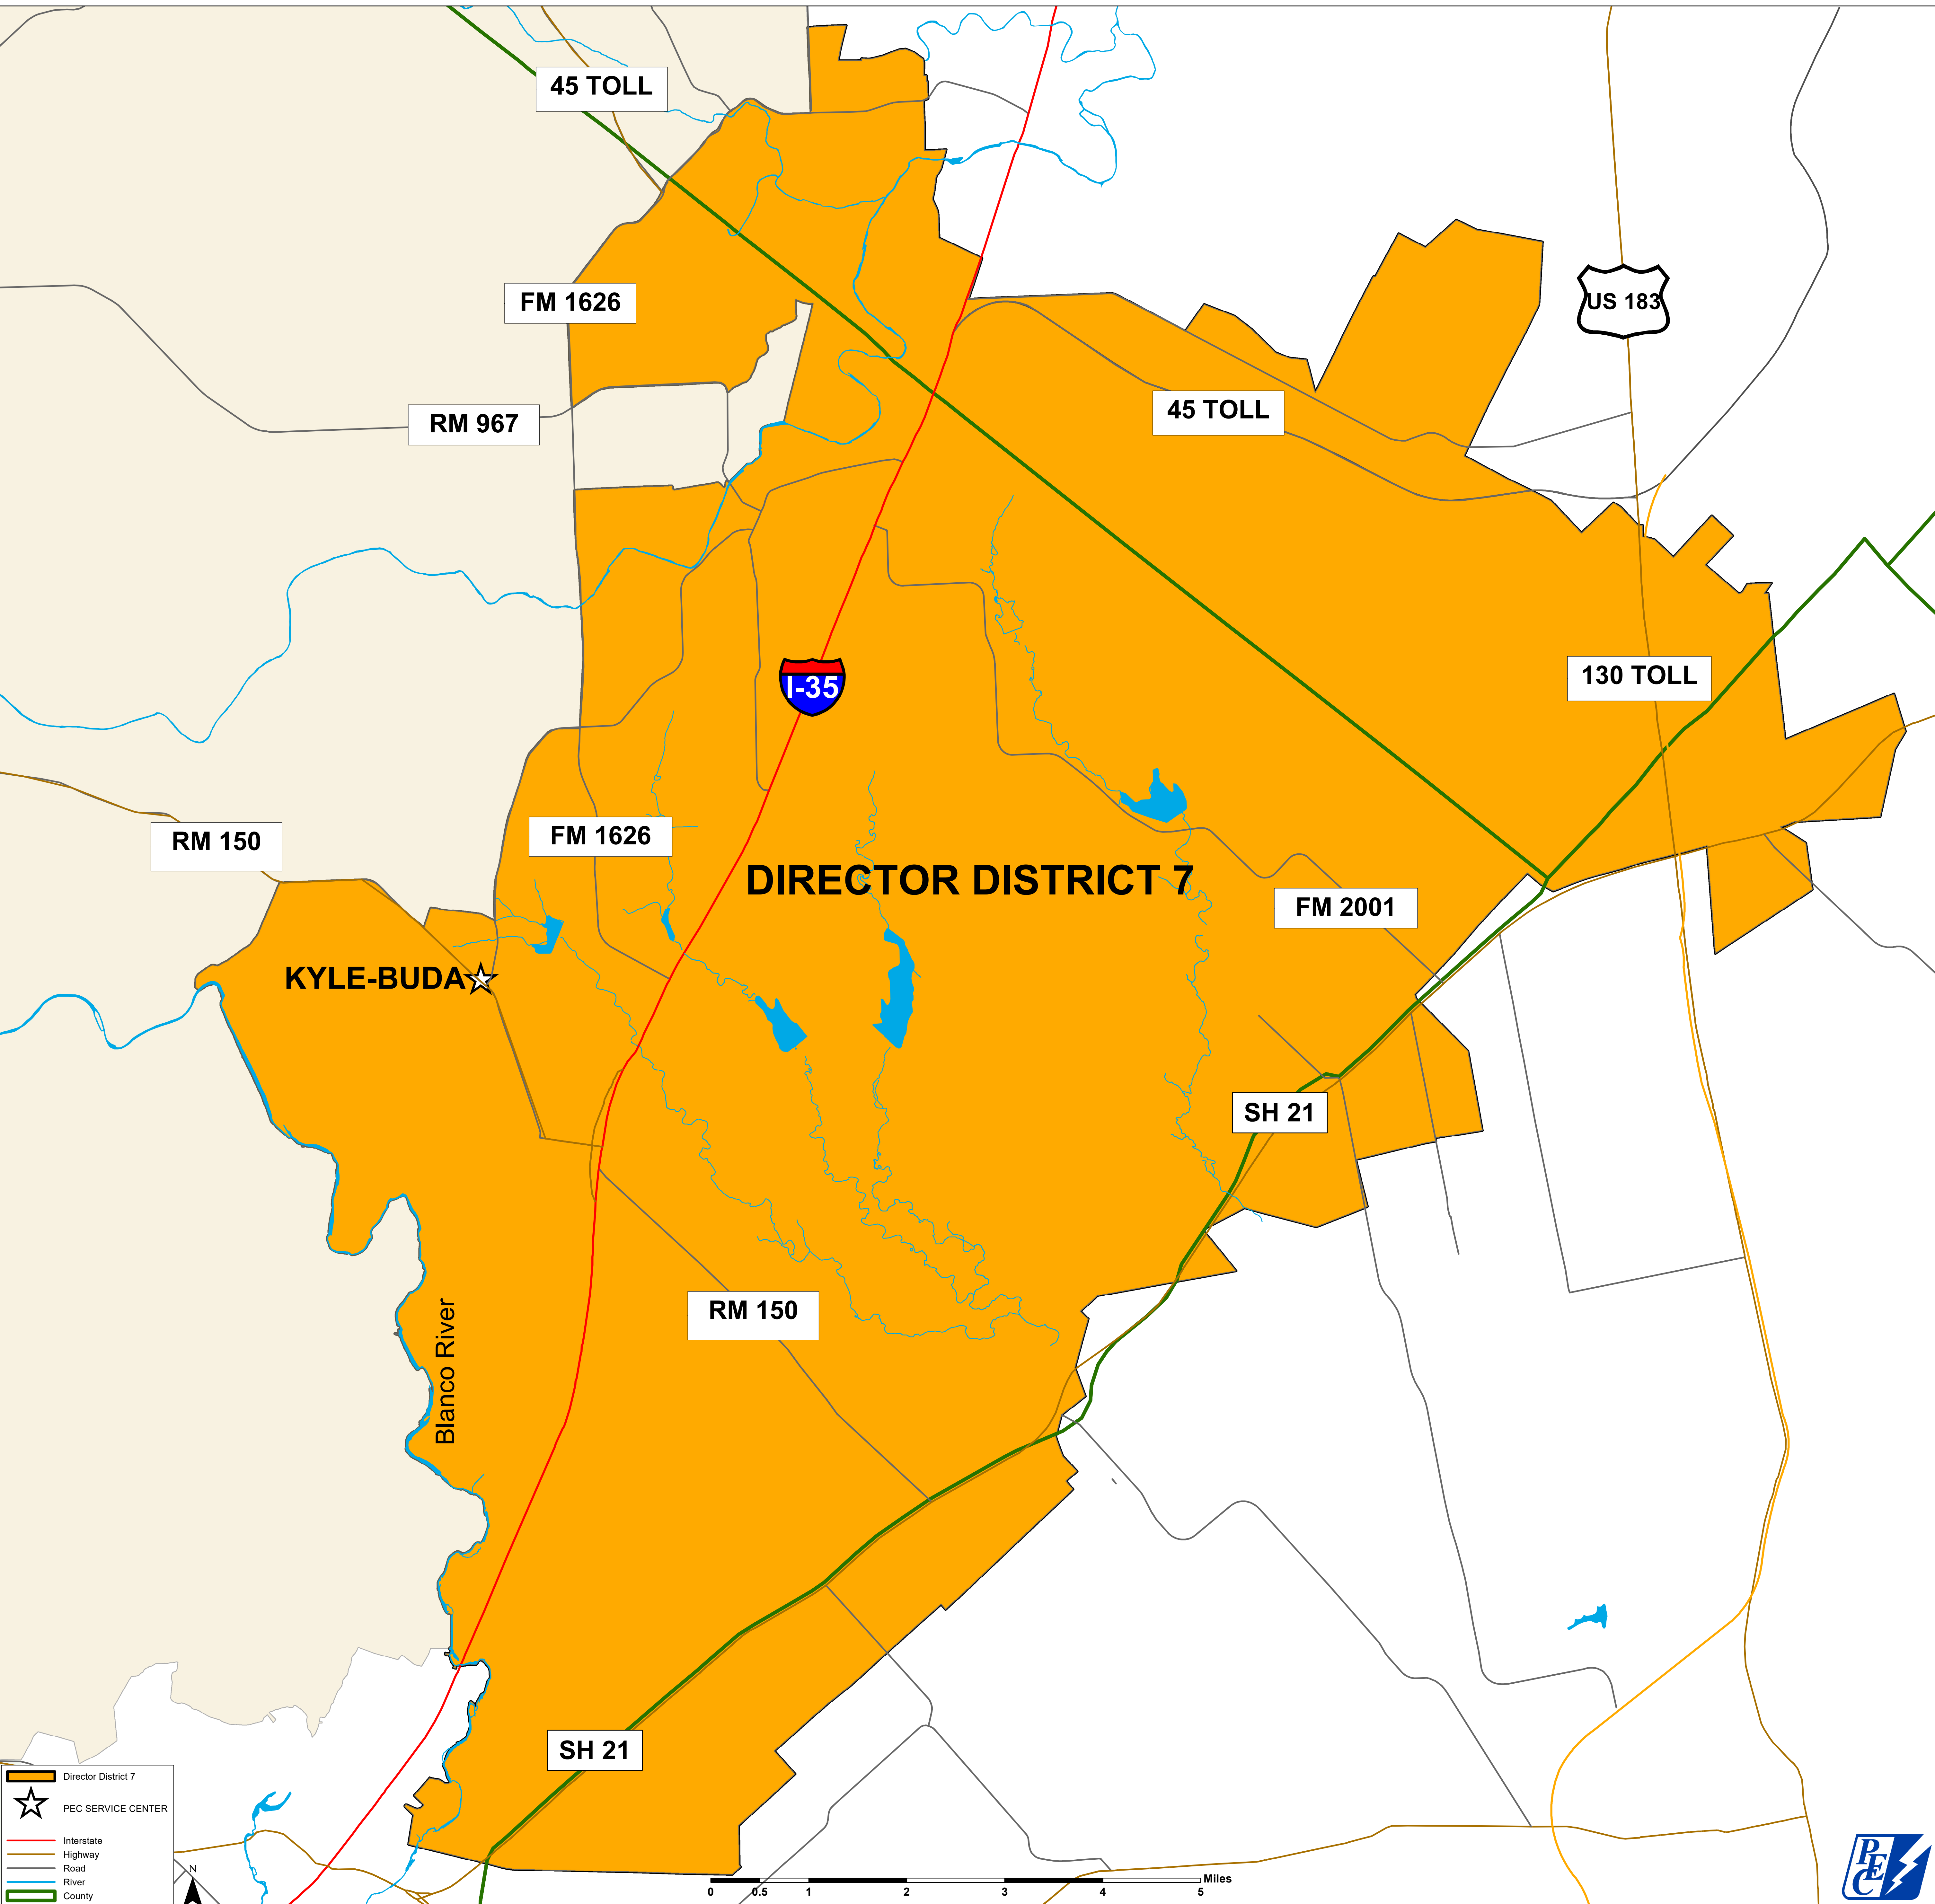 45 TOLL
FM 1626
US 183
45 TOLL
RM 967
I-35
130 TOLL
RM 150
FM 1626
DIRECTOR DISTRICT 7
FM 2001
KYLE-BUDA
SH 21
Blanco River
RM 150
SH 21
Director District 7
PEC SERVICE CENTER
Interstate
Highway
Road
River
County
N
Miles
0 0.5 1 2 3 4 5
PEC